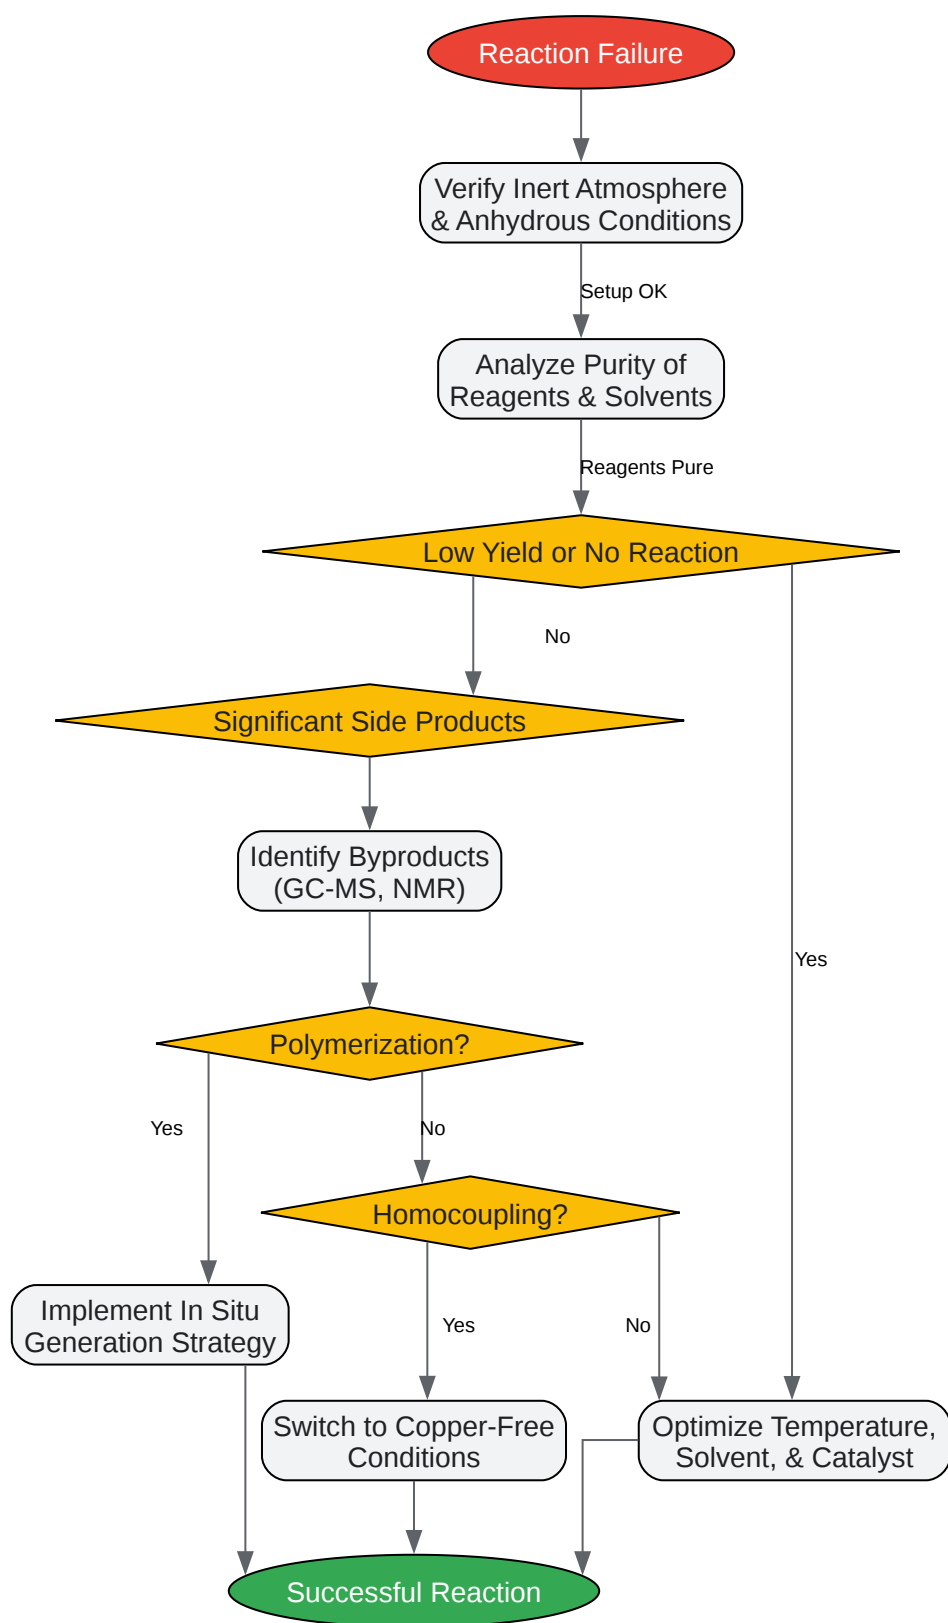 Reaction Failure
Verify Inert Atmosphere
& Anhydrous Conditions
Setup OK
Analyze Purity of
Reagents & Solvents
Reagents Pure
Low Yield or No Reaction
No
Significant Side Products
Identify Byproducts
(GC-MS, NMR)
Yes
Polymerization?
Yes
No
Homocoupling?
Implement In Situ
Generation Strategy
Yes
No
Switch to Copper-Free
Conditions
Optimize Temperature,
Solvent, & Catalyst
Successful Reaction